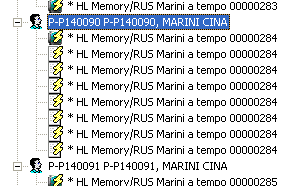 * HL Memory/RUS Marini a tempo 00000283
P-P140090 P-P140090, MARINI CINA
* HL Memory/RUS Marini a tempo 00000284
* HL Memory/RUS Marini a tempo 00000284
* HL Memory/RUS Marini a tempo 00000284
* HL Memory/RUS Marini a tempo 00000284
* HL Memory/RUS Marini a tempo 00000284
* HL Memory/RUS Marini a tempo 00000284
* HL Memory/RUS Marini a tempo 00000284
* HL Memory/RUS Marini a tempo 00000284
P-P140091 P-P140091, MARINI CINA
* HL Memory/RUS Marini a tempo 00000285